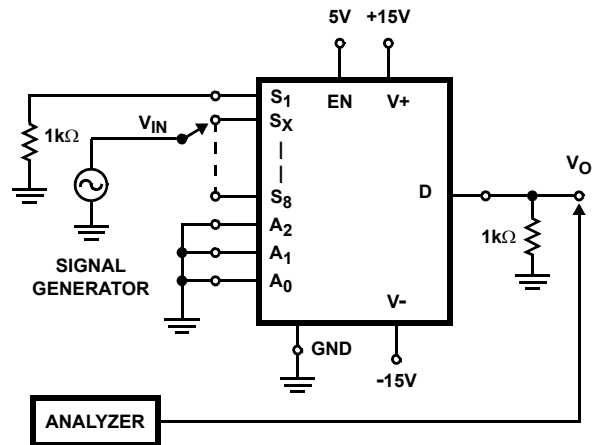 5V +15V
S1
EN V+
VIN
SX
1kΩ
VO
S8
D
A2
1kΩ
A1
SIGNAL
GENERATOR
A0
V-
GND
-15V
ANALYZER